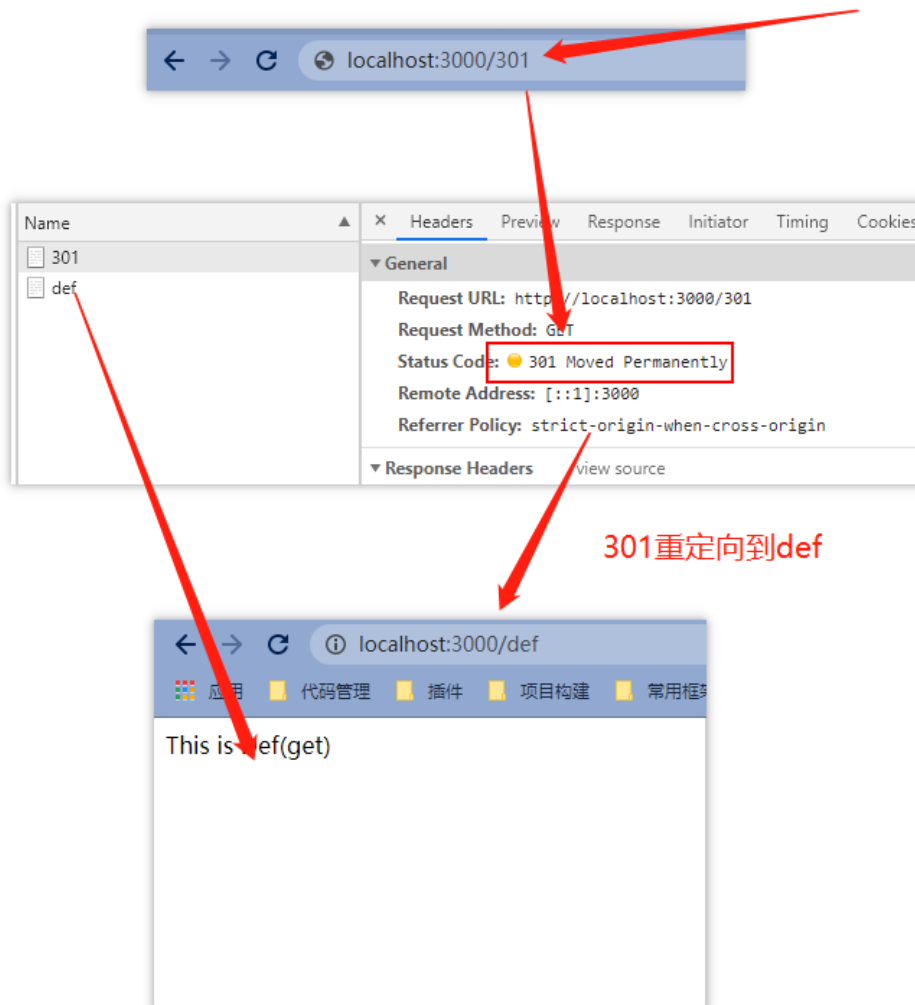 localhost:3000/301
Name
Headers Preview Response Initiator Timing Cookies
301
General
def
Request URL: http://localhost:3000/301
Request Method: GET
Status Code: 301 Moved Permanently
Remote Address: [::1]:3000
Referrer Policy: strict-origin-when-cross-origin
Response Headers view source
301重定向到def
localhost:3000/def
应用 代码管理 插件 项目构建 常用框架
This is Def(get)